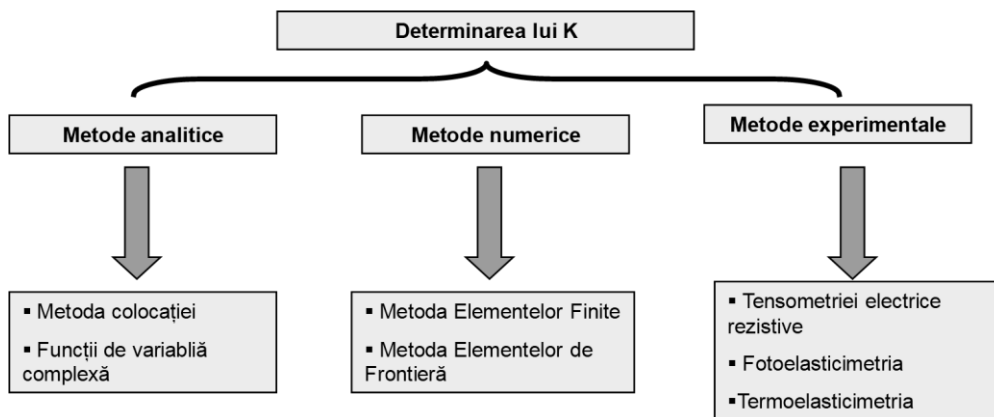 Determinarea lui K
Metode analitice
Metode numerice
Metode experimentale
▪ Metoda colocației
▪ Funcții de variabliă
complexă
▪ Metoda Elementelor Finite
▪ Metoda Elementelor de
Frontieră
▪ Tensometriei electrice
rezistive
▪ Fotoelasticimetria
▪Termoelasticimetria